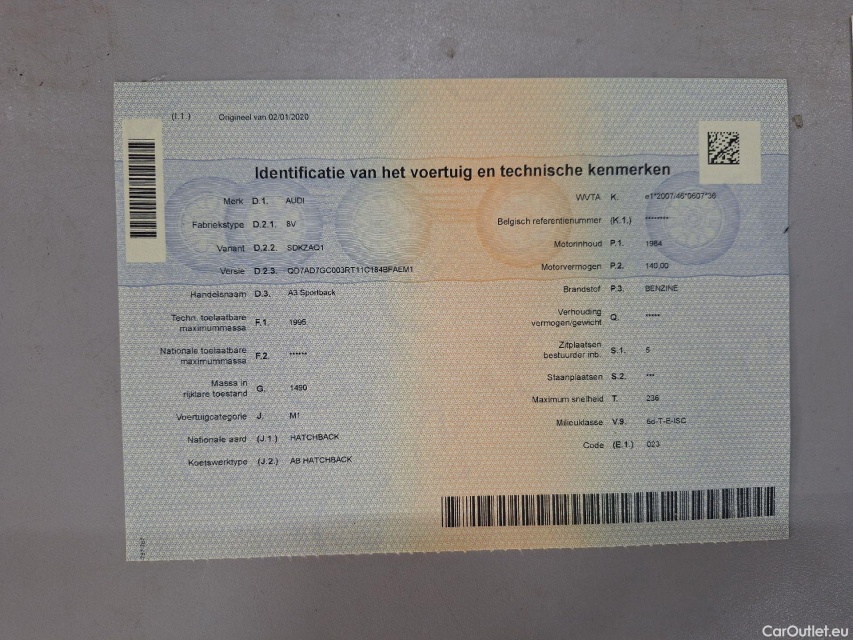 (I.1.) Origineel van 02/01/2020
Identificatie van het voertuig en technische kenmerken
Merk D.1. AUDI
Fabriekstype D.2.1. 8V
Variant D.2.2. SDKZAQ1
Versie D.2.3. QD7AD7GC003RT11C184BFAEM1
Handelsnaam D.3. A3 Sportback
Techn. toelaatbare
maximummassa F.1. 1995
Nationale toelaatbare
maximummassa F.2. ******
Massa in
rijklare toestand G. 1490
Voertuigcategorie J. M1
Nationale aard (J.1.) HATCHBACK
Koetswerktype (J.2.) AB HATCHBACK
WVTA K. e1*2007/46*0607*36
Belgisch referentienummer (K.1.) ********
Motorinhoud P.1. 1984
Motorvermogen P.2. 140,00
Brandstof P.3. BENZINE
Verhouding
vermogen/gewicht Q. *****
Zitplaatsen
bestuurder inb. S.1. 5
Staanplaatsen S.2. ***
Maximum snelheid T. 236
Milieuklasse V.9. 6d-T-E-ISC
Code (E.1.) 023
CarOutlet.eu